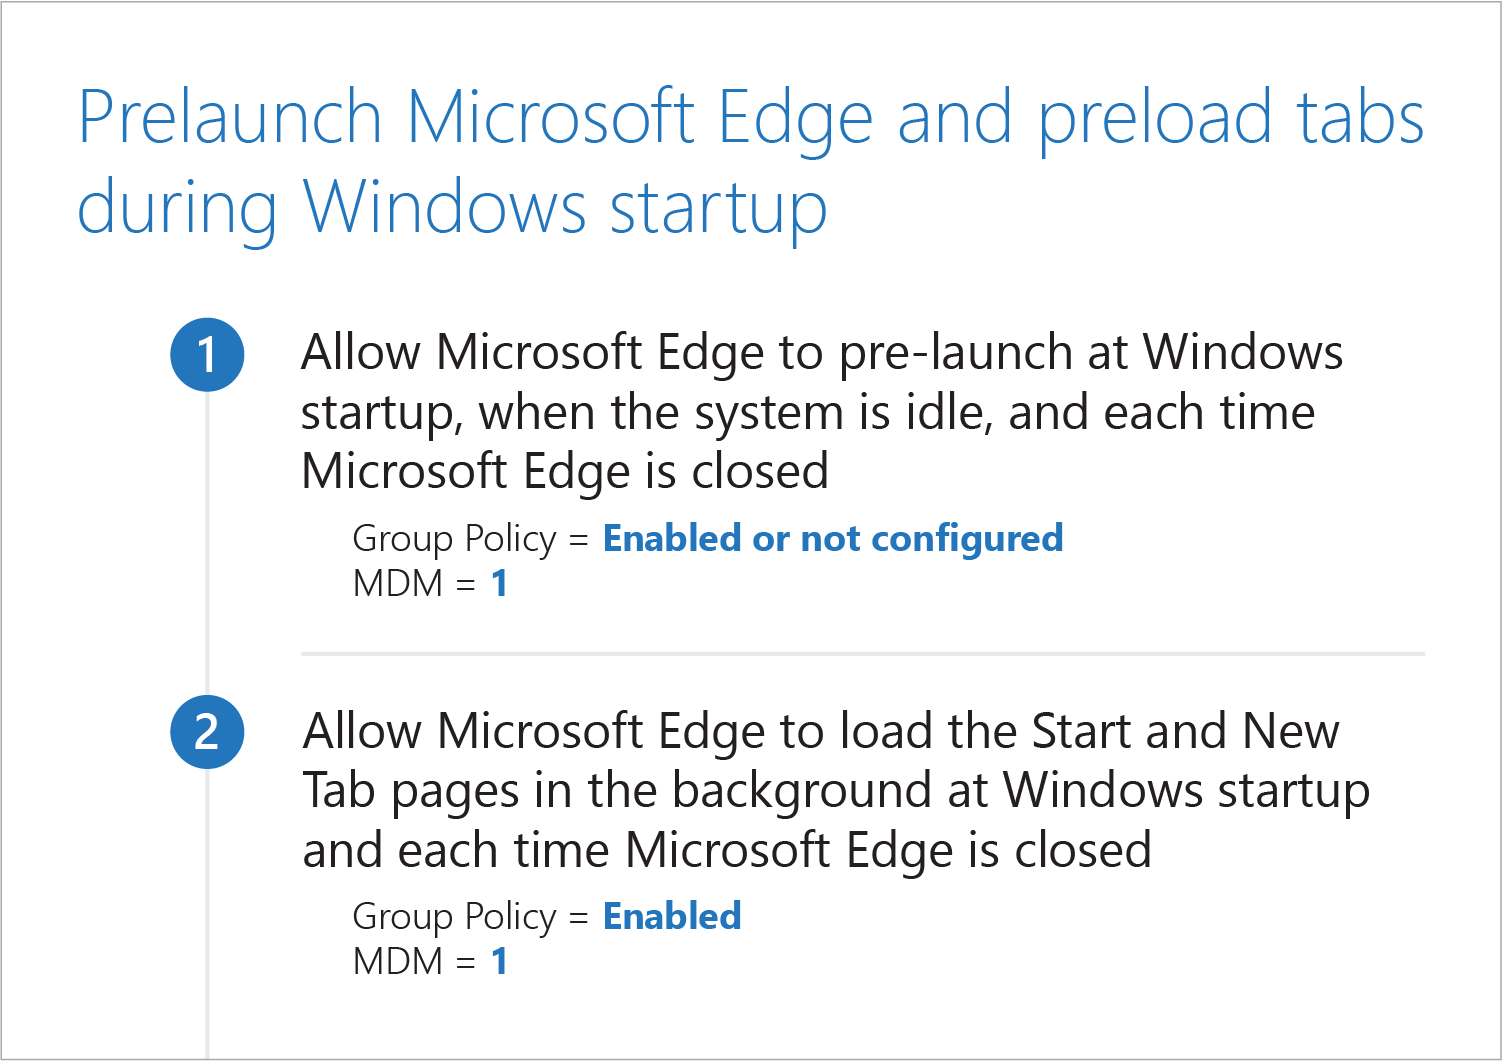 Prelaunch Microsoft Edge and preload tabs
during Windows startup
1
Allow Microsoft Edge to pre-launch at Windows
startup, when the system is idle, and each time
Microsoft Edge is closed
Group Policy = Enabled or not configured
MDM = 1
2
Allow Microsoft Edge to load the Start and New
Tab pages in the background at Windows startup
and each time Microsoft Edge is closed
Group Policy = Enabled
MDM = 1